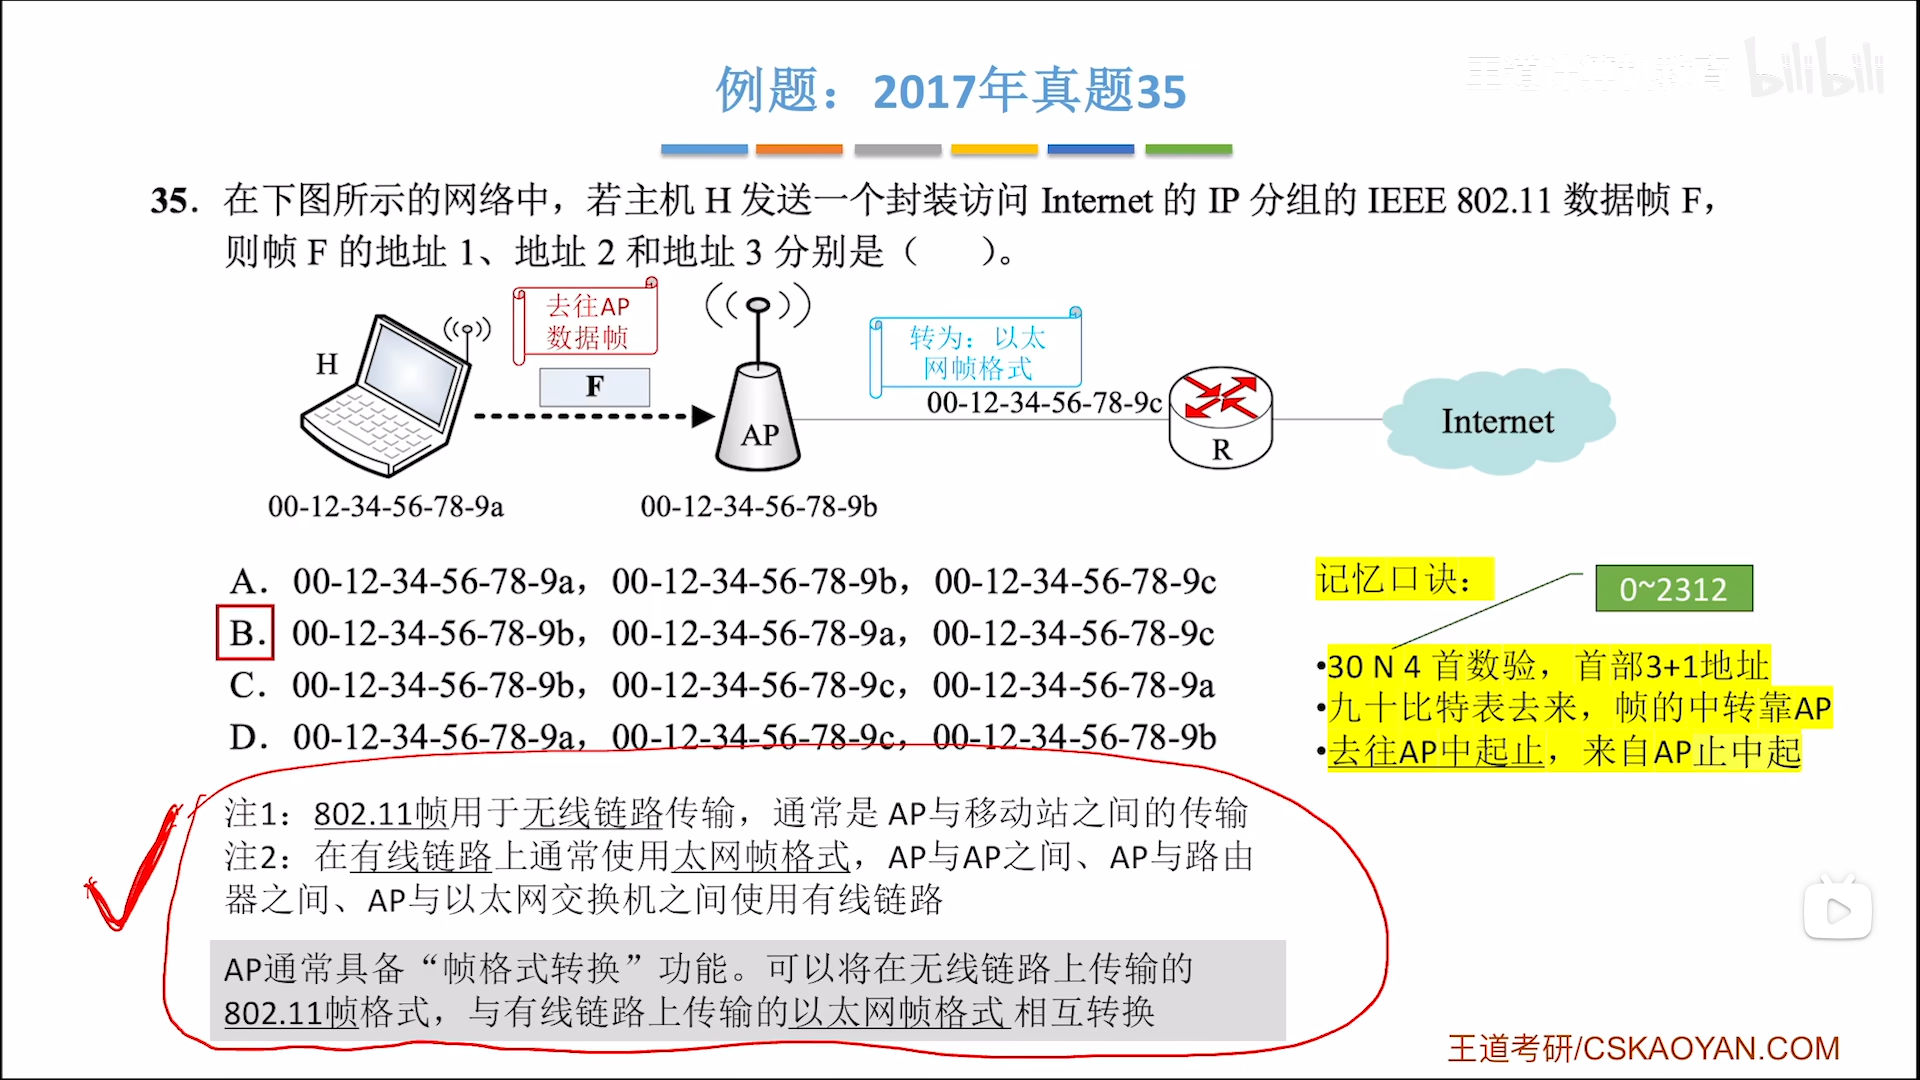 例题：2017年真题35
bilibili
35. 在下图所示的网络中，若主机 H 发送一个封装访问 Internet 的 IP 分组的 IEEE 802.11 数据帧 F，
则帧 F 的地址 1、地址 2 和地址 3 分别是（　　）。
去往AP
数据帧
转为：以太
网帧格式
H
F
AP
00-12-34-56-78-9c
R
Internet
00-12-34-56-78-9a
00-12-34-56-78-9b
A. 00-12-34-56-78-9a，00-12-34-56-78-9b，00-12-34-56-78-9c
B. 00-12-34-56-78-9b，00-12-34-56-78-9a，00-12-34-56-78-9c
C. 00-12-34-56-78-9b，00-12-34-56-78-9c，00-12-34-56-78-9a
D. 00-12-34-56-78-9a，00-12-34-56-78-9c，00-12-34-56-78-9b
记忆口诀：
0~2312
•30 N 4 首数验，首部3+1地址
•九十比特表去来，帧的中转靠AP
•去往AP中起止，来自AP止中起
注1：802.11帧用于无线链路传输，通常是 AP与移动站之间的传输
注2：在有线链路上通常使用太网帧格式，AP与AP之间、AP与路由
器之间、AP与以太网交换机之间使用有线链路
AP通常具备“帧格式转换”功能。可以将在无线链路上传输的
802.11帧格式，与有线链路上传输的以太网帧格式 相互转换
王道考研/CSKAOYAN.COM